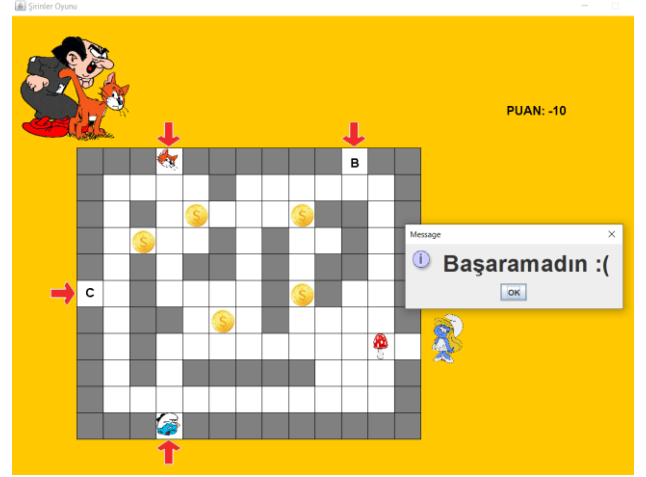 Şirinler Oyunu
PUAN: -10
B
Message
Başaramadın :(
OK
C